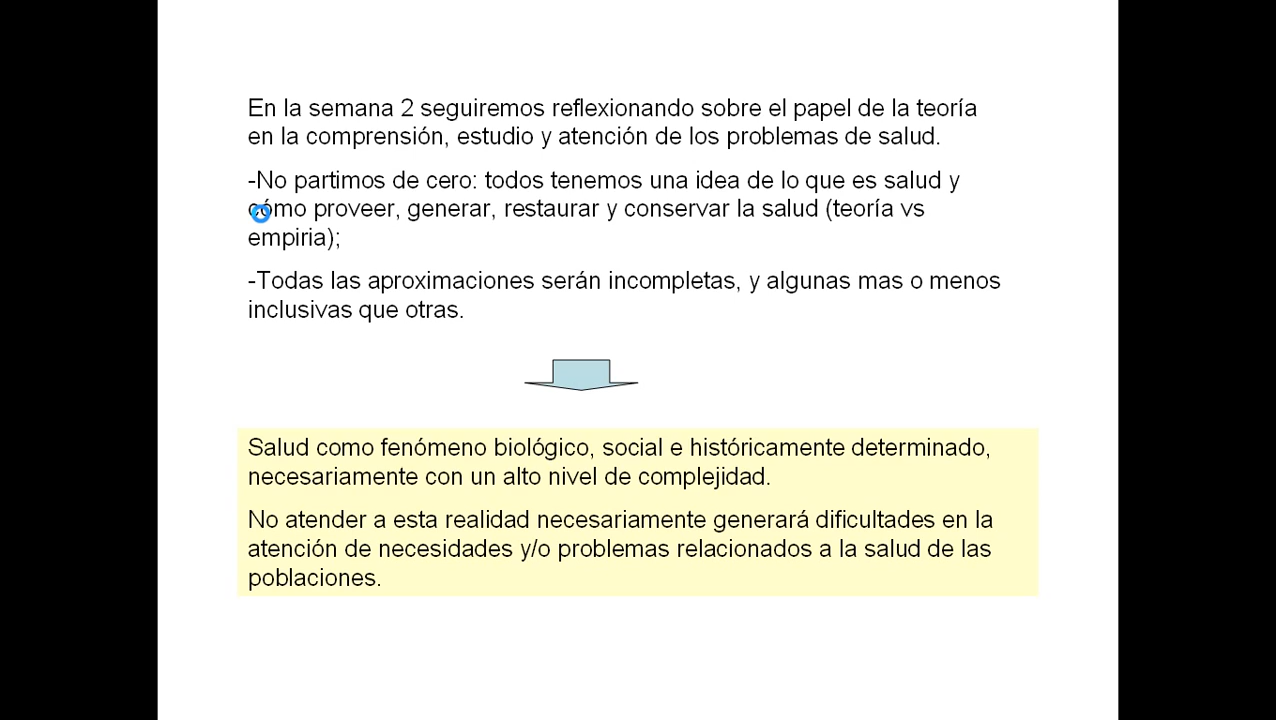 En la semana 2 seguiremos reflexionando sobre el papel de la teoría
en la comprensión, estudio y atención de los problemas de salud.
-No partimos de cero: todos tenemos una idea de lo que es salud y
cómo proveer, generar, restaurar y conservar la salud (teoría vs
empiria);
-Todas las aproximaciones serán incompletas, y algunas mas o menos
inclusivas que otras.
Salud como fenómeno biológico, social e históricamente determinado,
necesariamente con un alto nivel de complejidad.
No atender a esta realidad necesariamente generará dificultades en la
atención de necesidades y/o problemas relacionados a la salud de las
poblaciones.